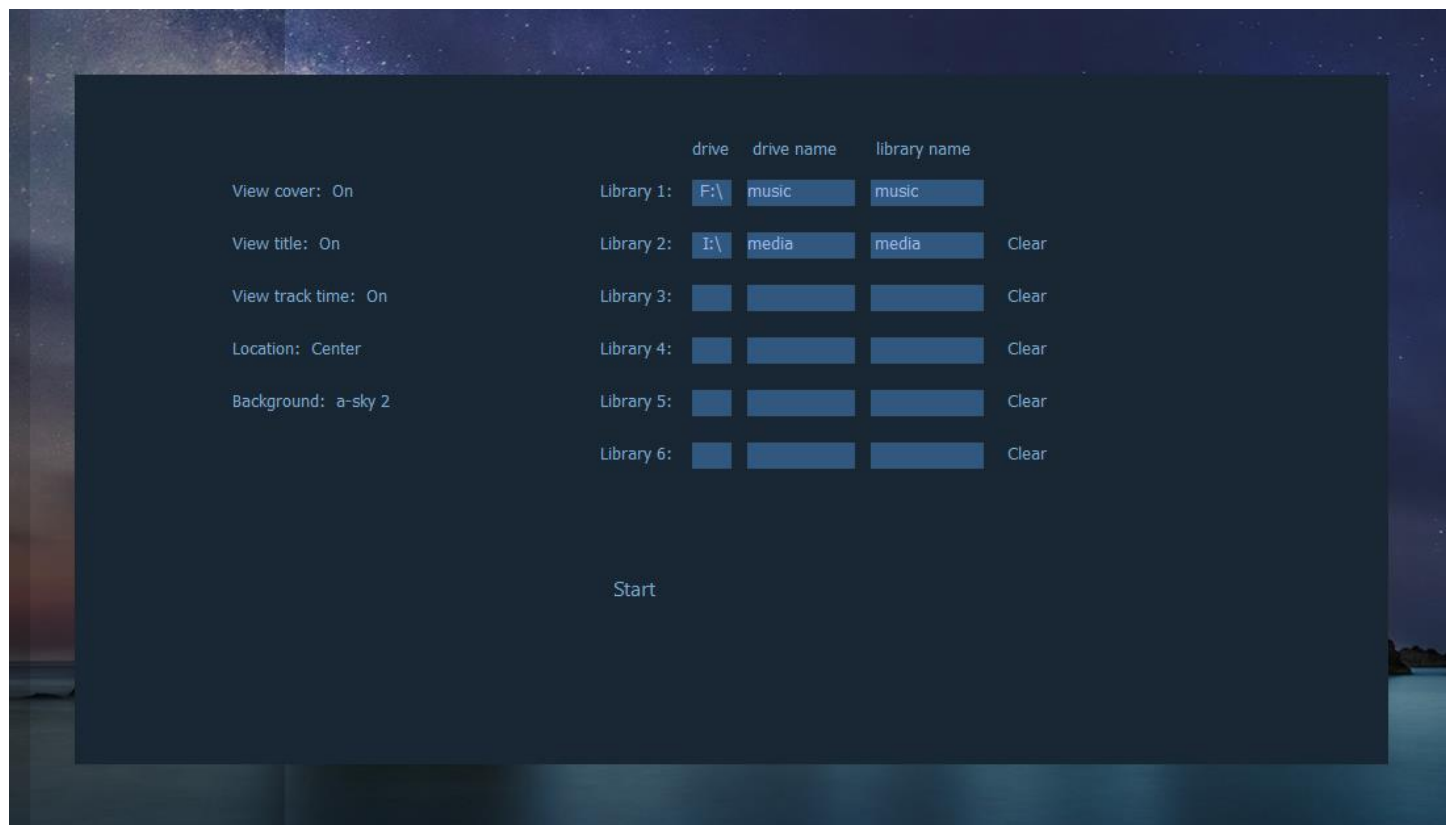 drive drive name library name
View cover: On Library 1: F:\ music music
View title: On Library 2: I:\ media media Clear
View track time: On Library 3: Clear
Location: Center Library 4: Clear
Background: a-sky 2 Library 5: Clear
Library 6: Clear
Start